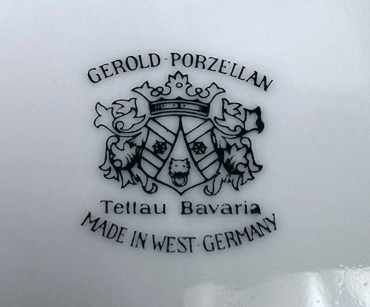 GEROLD·PORZELLAN
Tettau Bavaria
MADE IN WEST·GERMANY